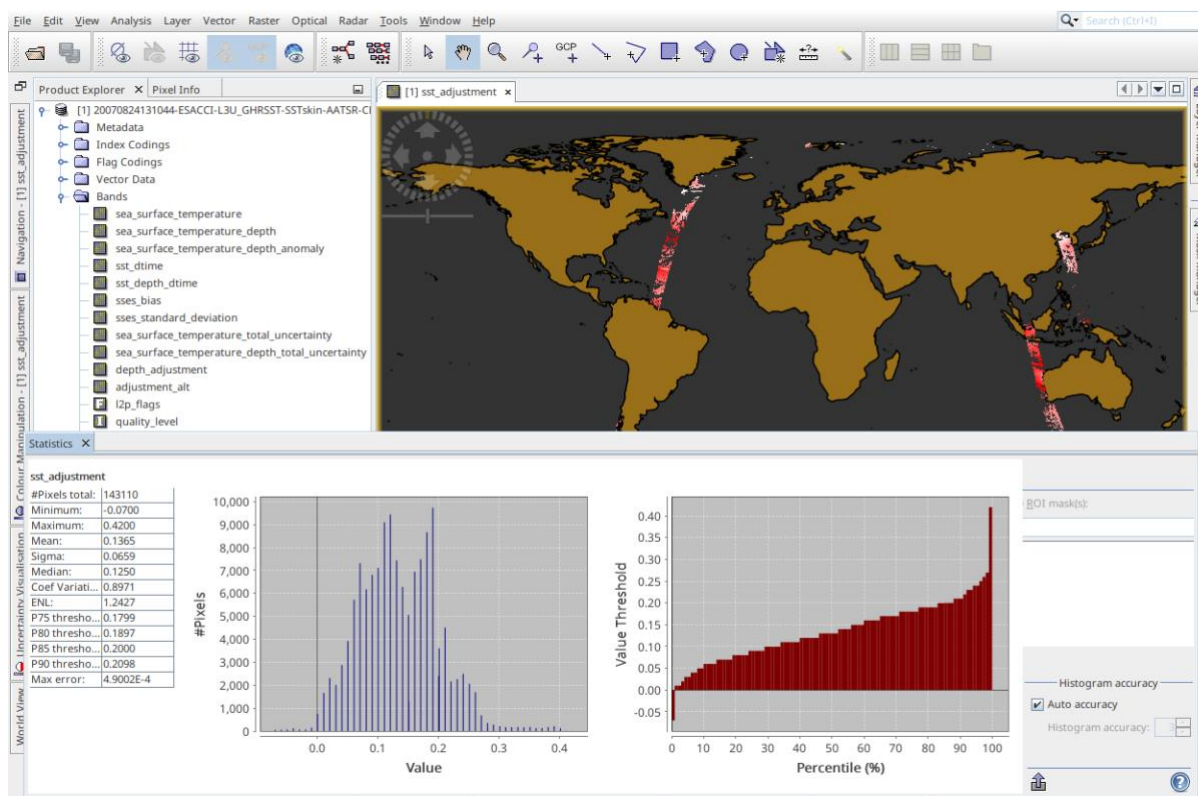 File Edit View Analysis Layer Vector Raster Optical Radar Tools Window Help
Search (Ctrl+I)
GCP
Product Explorer Pixel Info
[1] sst_adjustment
[1] 20070824131044-ESACCI-L3U_GHRSST-SSTskin-AATSR-C
Metadata
Index Codings
Flag Codings
Vector Data
Bands
sea_surface_temperature
sea_surface_temperature_depth
sea_surface_temperature_depth_anomaly
sst_dtime
sst_depth_dtime
sses_bias
sses_standard_deviation
sea_surface_temperature_total_uncertainty
sea_surface_temperature_depth_total_uncertainty
depth_adjustment
adjustment_alt
l2p_flags
quality_level
Navigation - [1] sst_adjustment
Colour Manipulation - [1] sst_adjustment
Uncertainty Visualisation
World View
Statistics
sst_adjustment
#Pixels total: 143110
Minimum: -0.0700
Maximum: 0.4200
Mean: 0.1365
Sigma: 0.0659
Median: 0.1250
Coef Variati... 0.8971
ENL: 1.2427
P75 thresho... 0.1799
P80 thresho... 0.1897
P85 thresho... 0.2000
P90 thresho... 0.2098
Max error: 4.9002E-4
#Pixels
10,000
9,000
8,000
7,000
6,000
5,000
4,000
3,000
2,000
1,000
0
0.0 0.1 0.2 0.3 0.4
Value
Value Threshold
0.40
0.35
0.30
0.25
0.20
0.15
0.10
0.05
0.00
-0.05
0 10 20 30 40 50 60 70 80 90 100
Percentile (%)
ROI mask(s):
Histogram accuracy
Auto accuracy
Histogram accuracy: 3